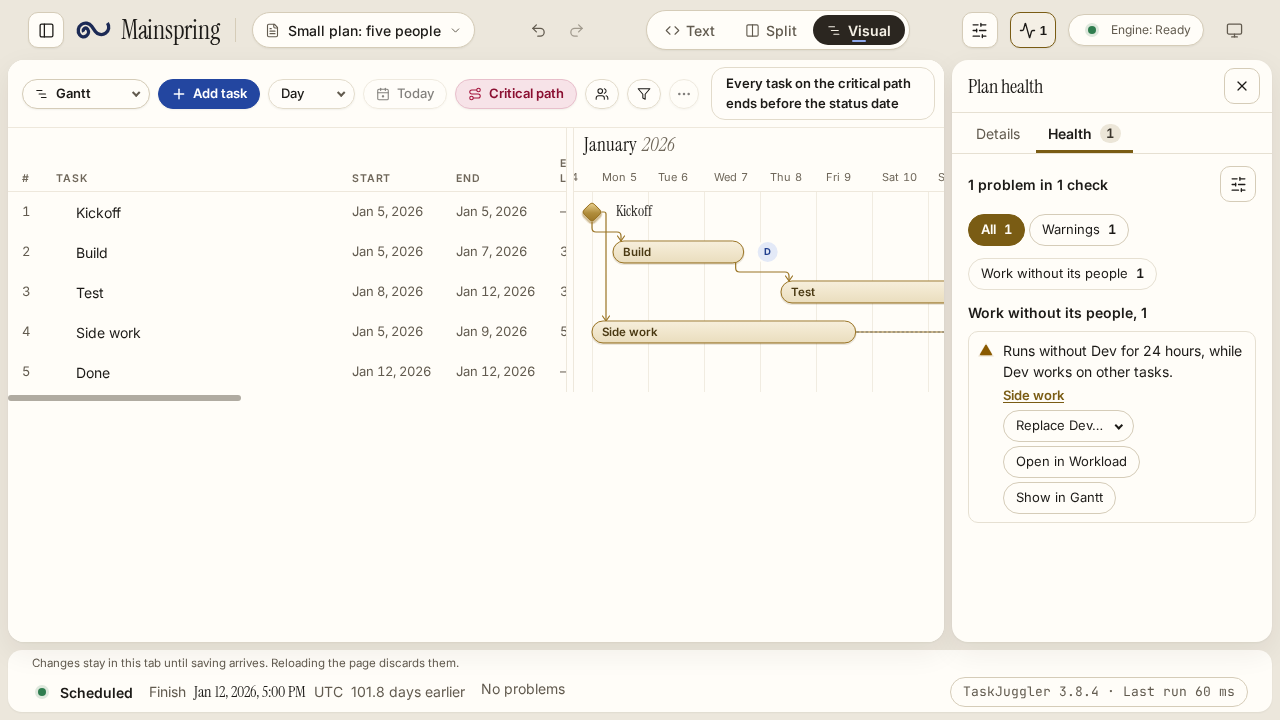 Mainspring
Small plan: five people
Text
Split
Visual
1
Engine: Ready
Gantt
Add task
Day
Today
Critical path
Every task on the critical path
ends before the status date
Plan health
Details
Health 1
January 2026
# TASK START END
Mon 5 Tue 6 Wed 7 Thu 8 Fri 9 Sat 10
1 Kickoff Jan 5, 2026 Jan 5, 2026
Kickoff
2 Build Jan 5, 2026 Jan 7, 2026
Build
D
3 Test Jan 8, 2026 Jan 12, 2026
Test
4 Side work Jan 5, 2026 Jan 9, 2026
Side work
5 Done Jan 12, 2026 Jan 12, 2026
1 problem in 1 check
All 1
Warnings 1
Work without its people 1
Work without its people, 1
Runs without Dev for 24 hours, while
Dev works on other tasks.
Side work
Replace Dev...
Open in Workload
Show in Gantt
Changes stay in this tab until saving arrives. Reloading the page discards them.
Scheduled Finish Jan 12, 2026, 5:00 PM UTC 101.8 days earlier No problems
TaskJuggler 3.8.4 · Last run 60 ms